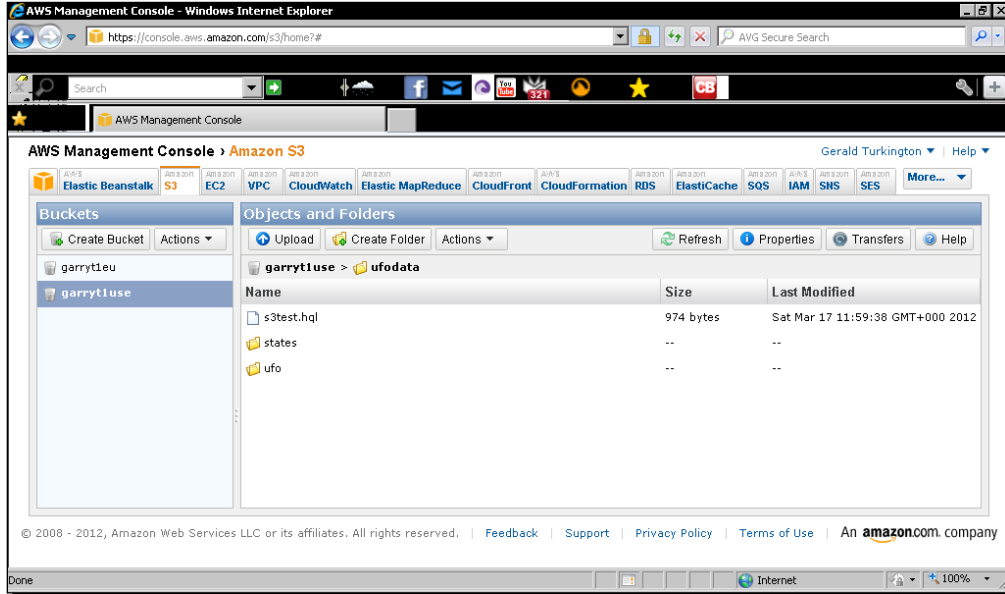 AWS Management Console - Windows Internet Explorer
https://console.aws.amazon.com/s3/home?#
AVG Secure Search
Search
f
You Tube
321
CB
AWS Management Console
AWS Management Console › Amazon S3
Gerald Turkington ▼ | Help ▼
AWS Elastic Beanstalk
Amazon S3
Amazon EC2
Amazon VPC
Amazon CloudWatch
Amazon Elastic MapReduce
Amazon CloudFront
AWS CloudFormation
Amazon RDS
Amazon ElastiCache
Amazon SQS
AWS IAM
Amazon SNS
Amazon SES
More... ▼
Buckets
Objects and Folders
Create Bucket
Actions ▼
Upload
Create Folder
Actions ▼
Refresh
Properties
Transfers
Help
garryt1eu
garryt1use
garryt1use > ufodata
Name Size Last Modified
s3test.hql 974 bytes Sat Mar 17 11:59:38 GMT+000 2012
states -- --
ufo -- --
© 2008 - 2012, Amazon Web Services LLC or its affiliates. All rights reserved. | Feedback | Support | Privacy Policy | Terms of Use | An amazon.com. company
Done
Internet
100%